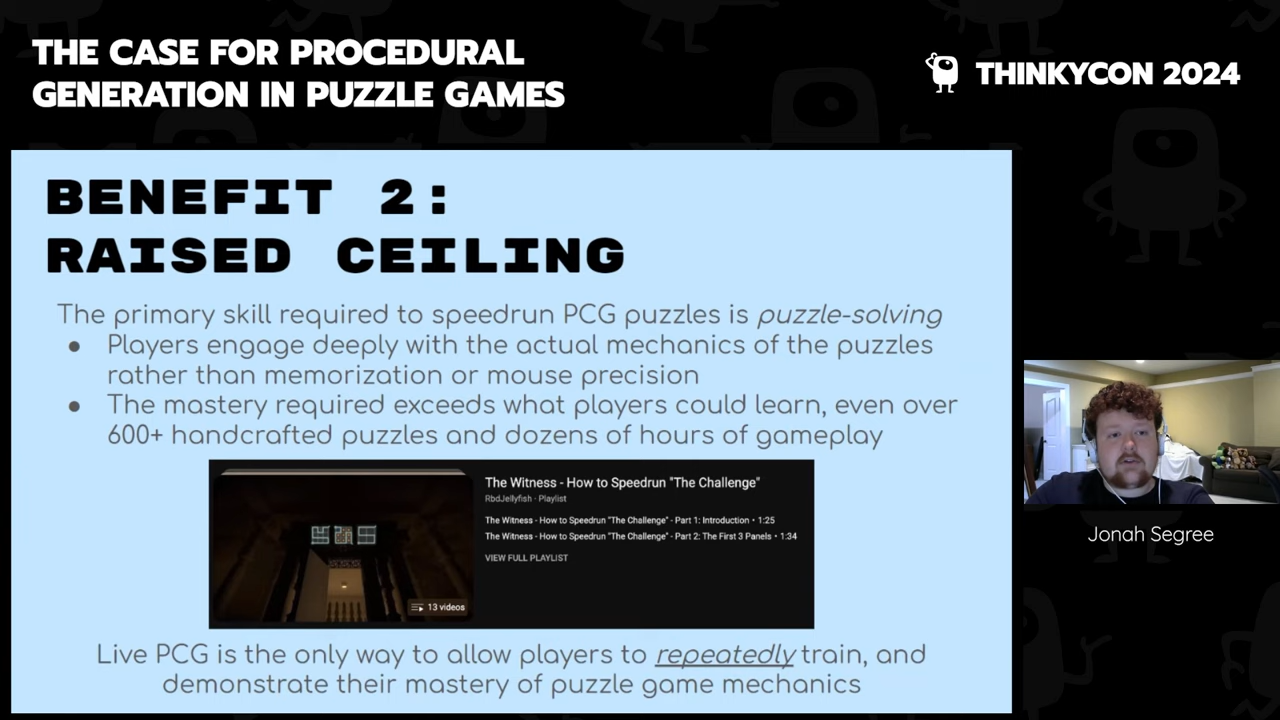 THE CASE FOR PROCEDURAL
GENERATION IN PUZZLE GAMES
THINKYCON 2024
BENEFIT 2:
RAISED CEILING
The primary skill required to speedrun PCG puzzles is puzzle-solving
● Players engage deeply with the actual mechanics of the puzzles
rather than memorization or mouse precision
● The mastery required exceeds what players could learn, even over
600+ handcrafted puzzles and dozens of hours of gameplay
The Witness - How to Speedrun "The Challenge"
RbdJellyfish · Playlist
The Witness - How to Speedrun "The Challenge" - Part 1: Introduction • 1:25
The Witness - How to Speedrun "The Challenge" - Part 2: The First 3 Panels • 1:34
VIEW FULL PLAYLIST
13 videos
Live PCG is the only way to allow players to repeatedly train, and
demonstrate their mastery of puzzle game mechanics
Jonah Segree